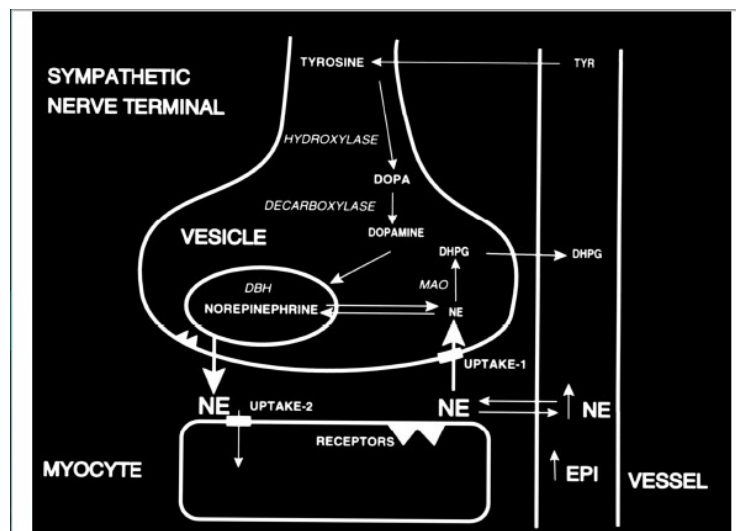 TYROSINE
TYR
SYMPATHETIC
NERVE TERMINAL
HYDROXYLASE
DOPA
DECARBOXYLASE
DOPAMINE
VESICLE
DHPG
DHPG
DBH
MAO
NOREPINEPHRINE
NE
UPTAKE-1
NE
UPTAKE-2
NE
NE
RECEPTORS
MYOCYTE
EPI
VESSEL